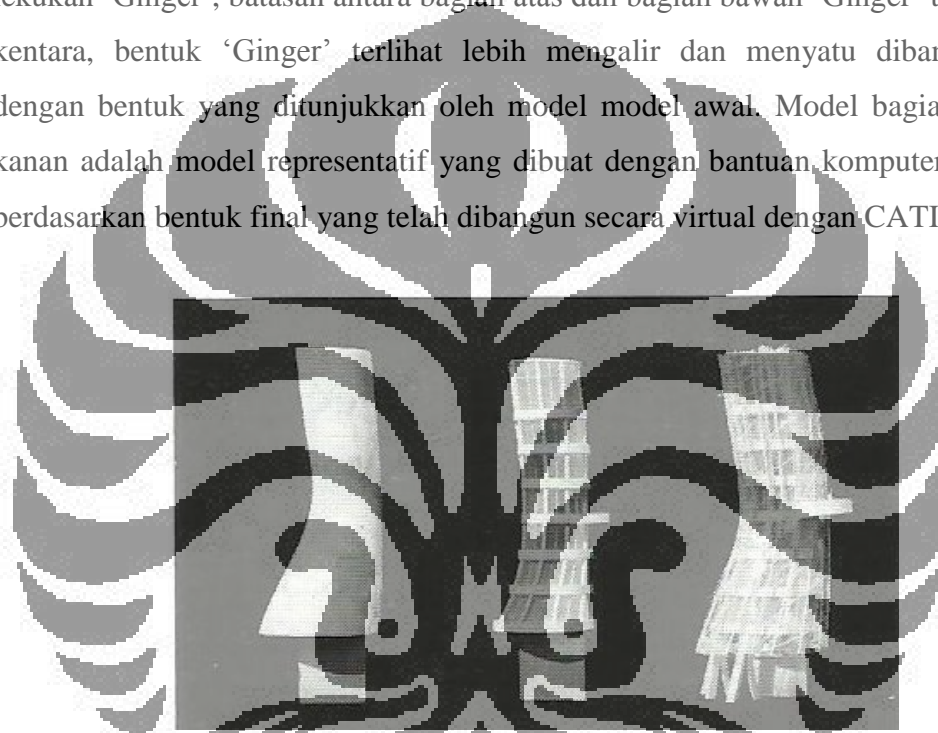 lekukan ‘Ginger’, batasan antara bagian atas dan bagian bawah ‘Ginger’ t
kentara, bentuk ‘Ginger’ terlihat lebih mengalir dan menyatu diban
dengan bentuk yang ditunjukkan oleh model model awal. Model bagia
kanan adalah model representatif yang dibuat dengan bantuan komputer
berdasarkan bentuk final yang telah dibangun secara virtual dengan CATI